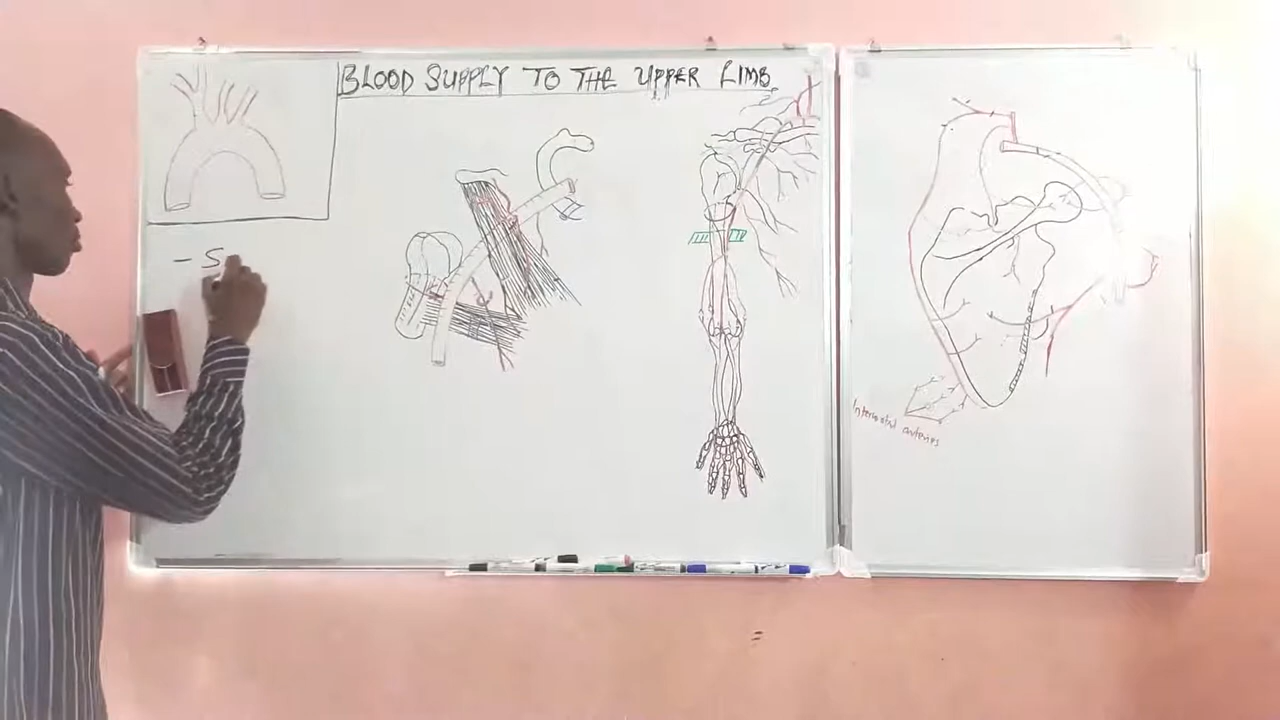 BLOOD SUPPLY TO THE UPPER LIMB
- S
Intercostal arteries